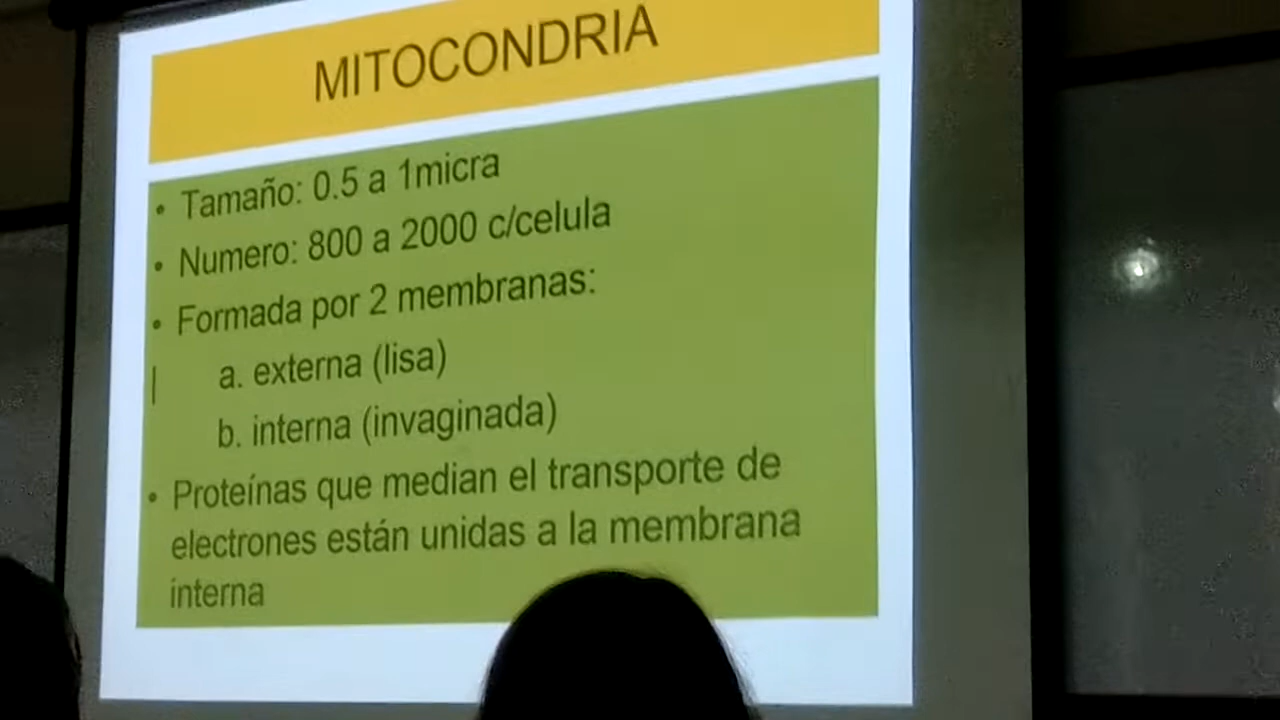 MITOCONDRIA
• Tamaño: 0.5 a 1micra
• Numero: 800 a 2000 c/celula
• Formada por 2 membranas:
a. externa (lisa)
b. interna (invaginada)
• Proteínas que median el transporte de
electrones están unidas a la membrana
interna